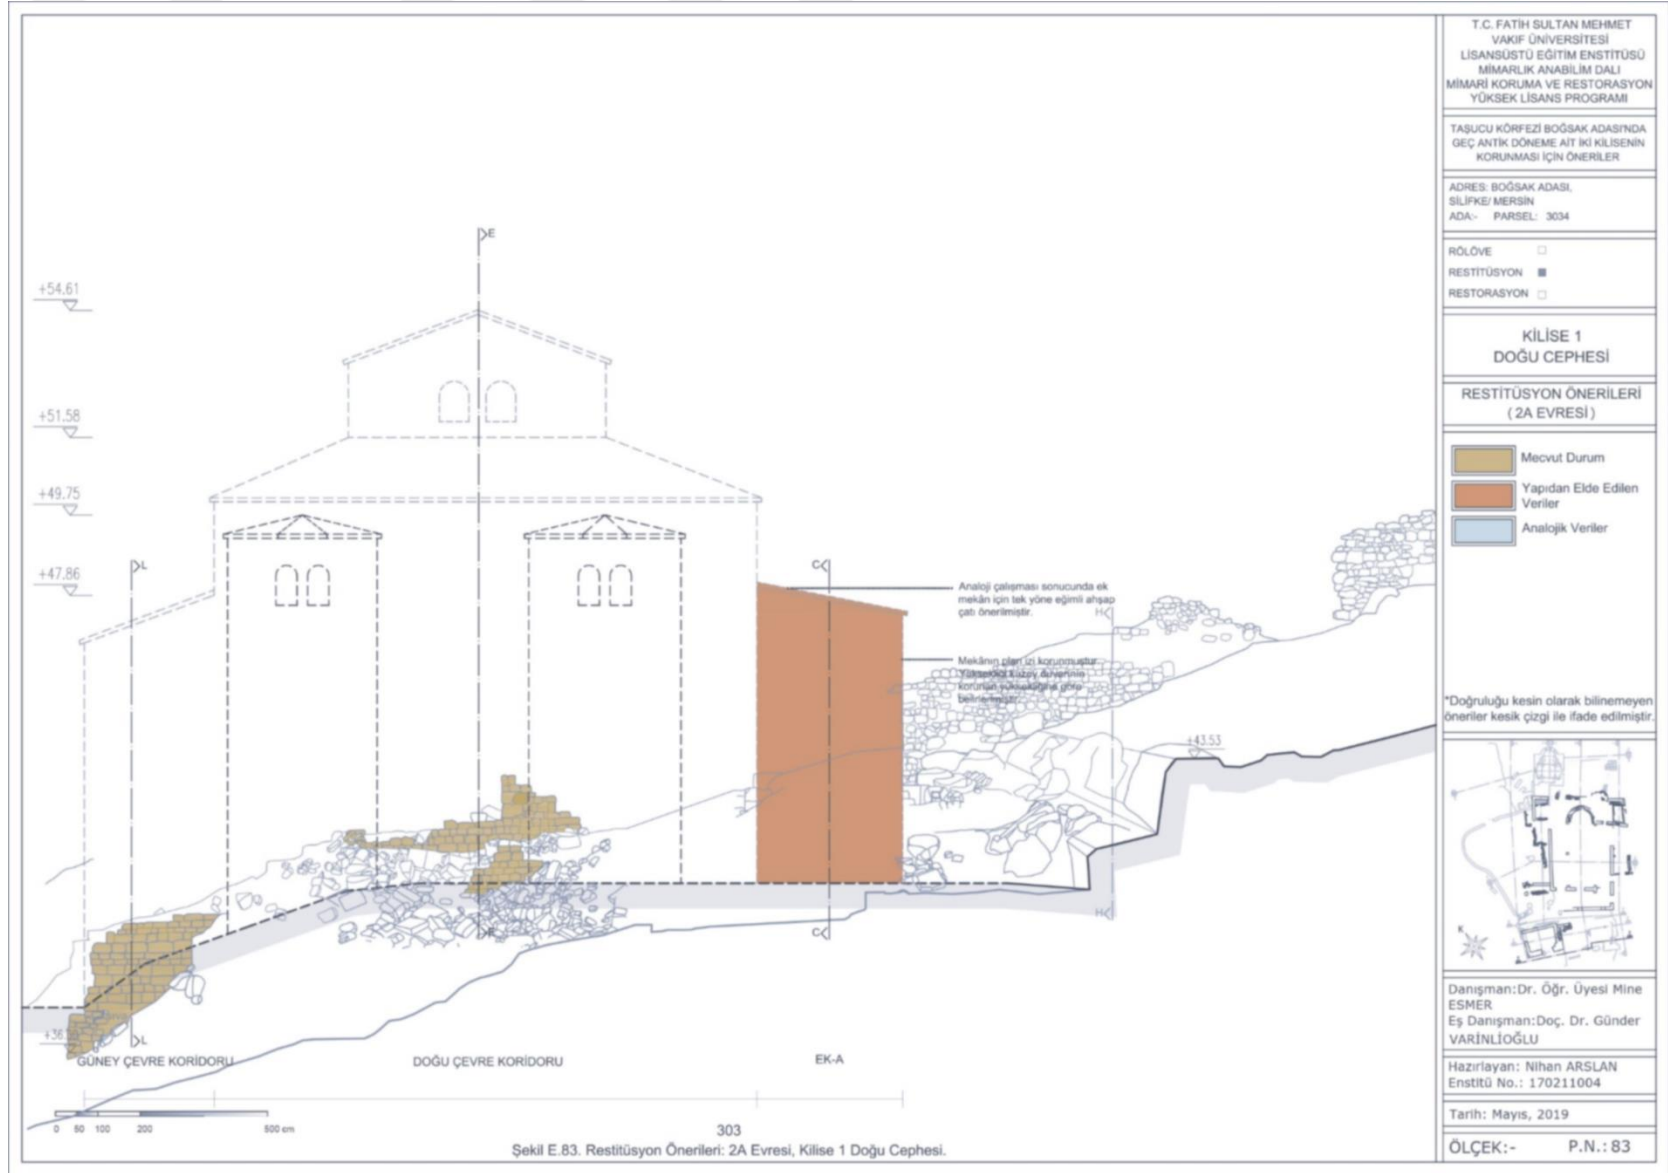 T.C. FATİH SULTAN MEHMET
VAKIF ÜNİVERSİTESİ
LİSANSÜSTÜ EĞİTİM ENSTİTÜSÜ
MİMARLIK ANABİLİM DALI
MİMARİ KORUMA VE RESTORASYON
YÜKSEK LİSANS PROGRAMI
TAŞUCU KÖRFEZİ BOĞSAK ADASI'NDA
GEÇ ANTİK DÖNEME AİT İKİ KİLİSENİN
KORUNMASI İÇİN ÖNERİLER
ADRES: BOĞSAK ADASI,
SİLİFKE/ MERSİN
ADA:- PARSEL: 3034
RÖLÖVE
RESTİTÜSYON
RESTORASYON
KİLİSE 1
DOĞU CEPHESİ
RESTİTÜSYON ÖNERİLERİ
( 2A EVRESİ )
Mecvut Durum
Yapıdan Elde Edilen
Veriler
Analojik Veriler
*Doğruluğu kesin olarak bilinemeyen
öneriler kesik çizgi ile ifade edilmiştir.
K
Danışman:Dr. Öğr. Üyesi Mine
ESMER
Eş Danışman:Doç. Dr. Günder
VARİNLİOĞLU
Hazırlayan: Nihan ARSLAN
Enstitü No.: 170211004
Tarih: Mayıs, 2019
ÖLÇEK:- P.N.: 83
E
+54.61
+51.58
+49.75
+47.86
L
C
Analoji çalışması sonucunda ek
mekân için tek yöne eğimli ahşap
çatı önerilmiştir.
H
Mekânın plan izi korunmuştur.
Yüksekliği kuzey duvarının
korunan yüksekliğine göre
belirlenmiştir.
+43.53
H
C
L
GÜNEY ÇEVRE KORİDORU
DOĞU ÇEVRE KORİDORU
EK-A
0 50 100 200 500 cm
303
Şekil E.83. Restitüsyon Önerileri: 2A Evresi, Kilise 1 Doğu Cephesi.